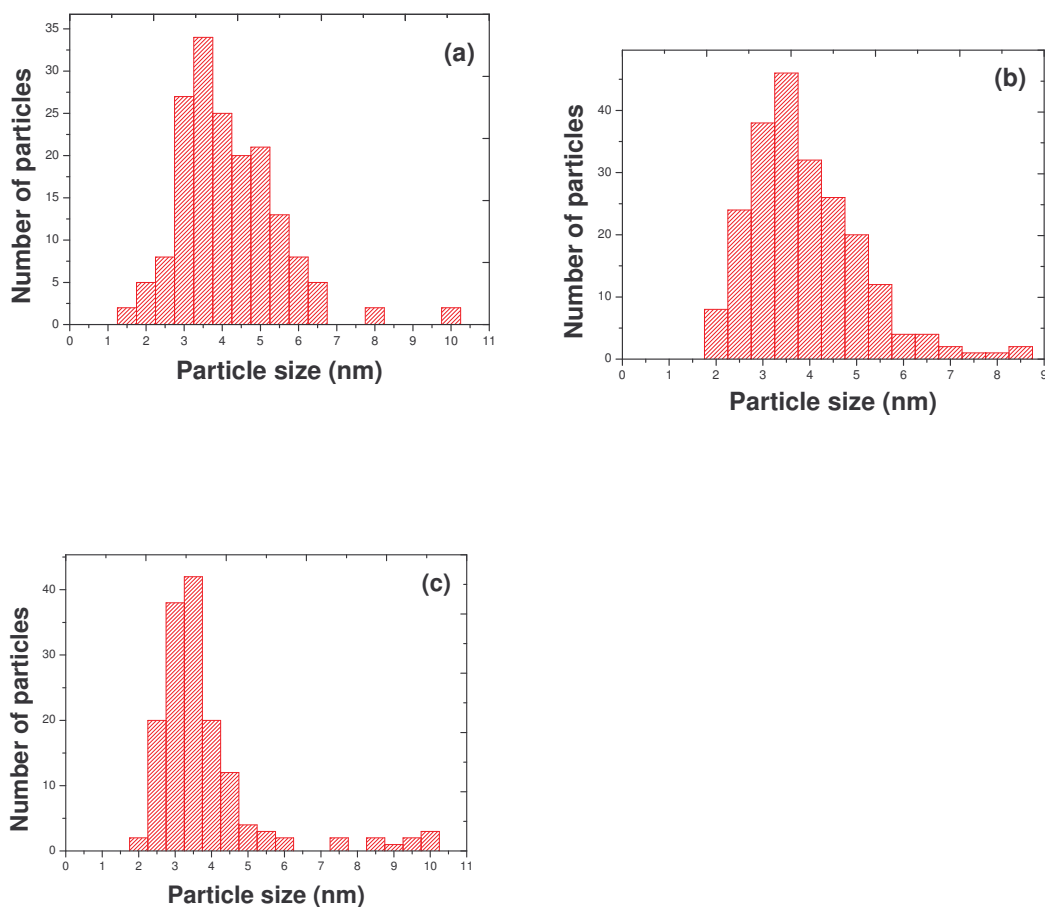 (a)
Number of particles
35
30
25
20
15
10
5
0
0 1 2 3 4 5 6 7 8 9 10 11
Particle size (nm)
(b)
Number of particles
40
30
20
10
0
0 1 2 3 4 5 6 7 8 9
Particle size (nm)
(c)
Number of particles
40
30
20
10
0
0 1 2 3 4 5 6 7 8 9 10 11
Particle size (nm)